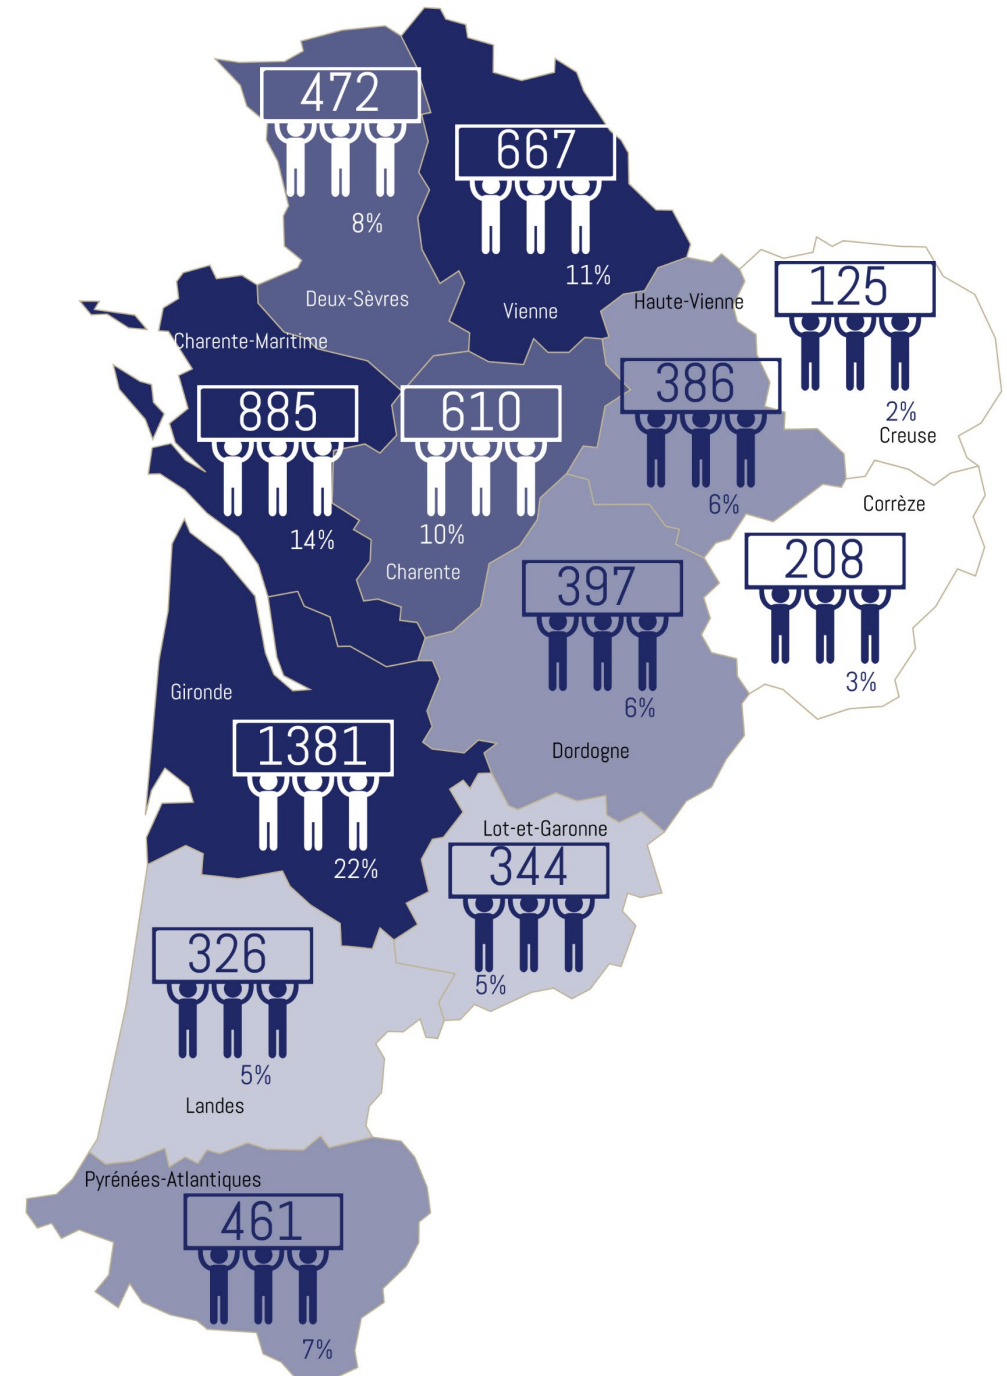 472
8%
Deux-Sèvres
667
11%
Vienne
Haute-Vienne
386
6%
125
2%
Creuse
Charente-Maritime
885
14%
610
10%
Charente
Corrèze
208
3%
397
6%
Dordogne
Gironde
1381
22%
Lot-et-Garonne
344
5%
326
5%
Landes
Pyrénées-Atlantiques
461
7%